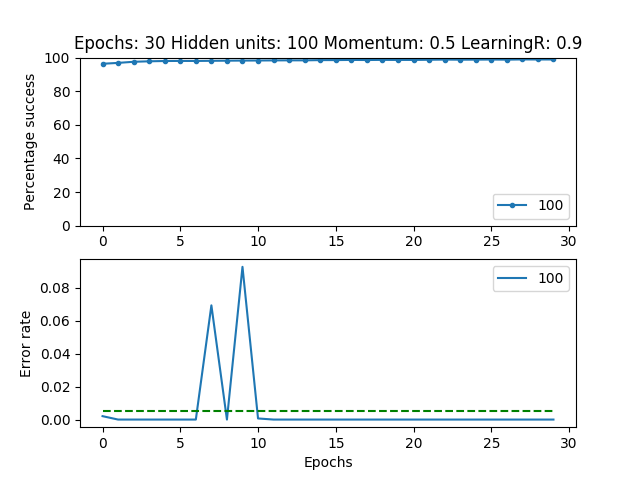 Epochs: 30 Hidden units: 100 Momentum: 0.5 LearningR: 0.9
Percentage success
100
80
60
40
20
0
100
0 5 10 15 20 25 30
Error rate
0.08
0.06
0.04
0.02
0.00
100
0 5 10 15 20 25 30
Epochs